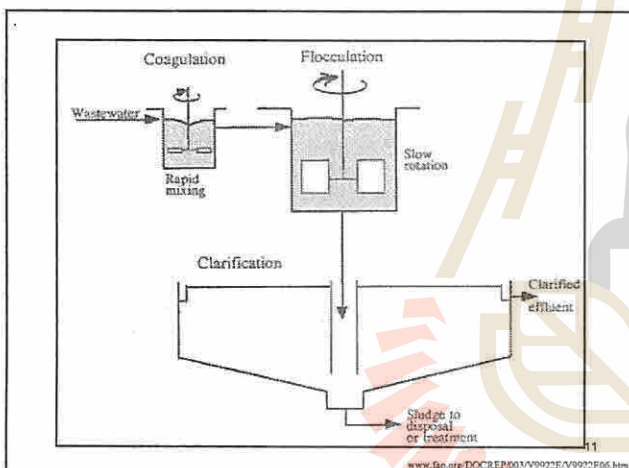 Coagulation
Flocculation
Wastewater
Rapid
mixing
Slow
rotation
Clarification
Clarified
effluent
Sludge to
disposal
or treatment
11
www.fao.org/DOCREP/003/V9922E/V9922E06.htm